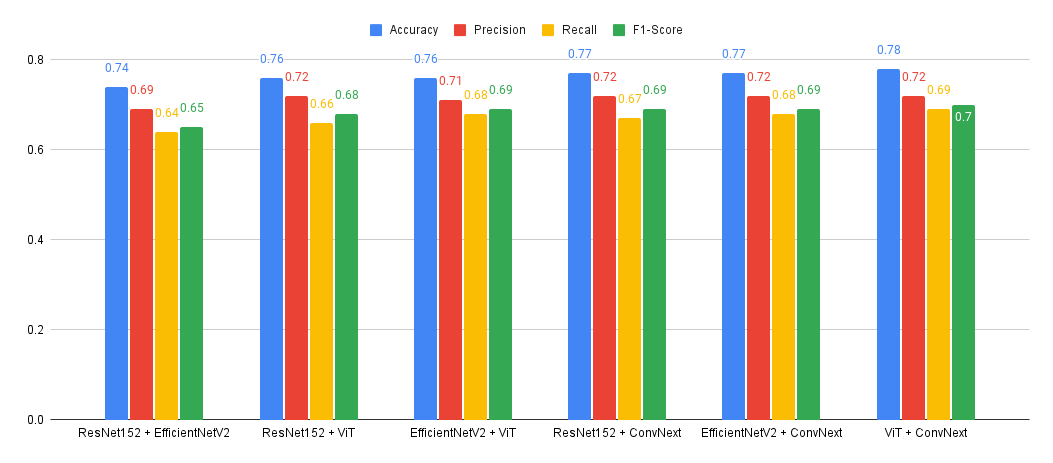 Accuracy Precision Recall F1-Score
0.8
0.74 0.69 0.64 0.65
0.76 0.72 0.66 0.68
0.76 0.71 0.68 0.69
0.77 0.72 0.67 0.69
0.77 0.72 0.68 0.69
0.78 0.72 0.69 0.7
0.6
0.4
0.2
0.0
ResNet152 + EfficientNetV2 ResNet152 + ViT EfficientNetV2 + ViT ResNet152 + ConvNext EfficientNetV2 + ConvNext ViT + ConvNext